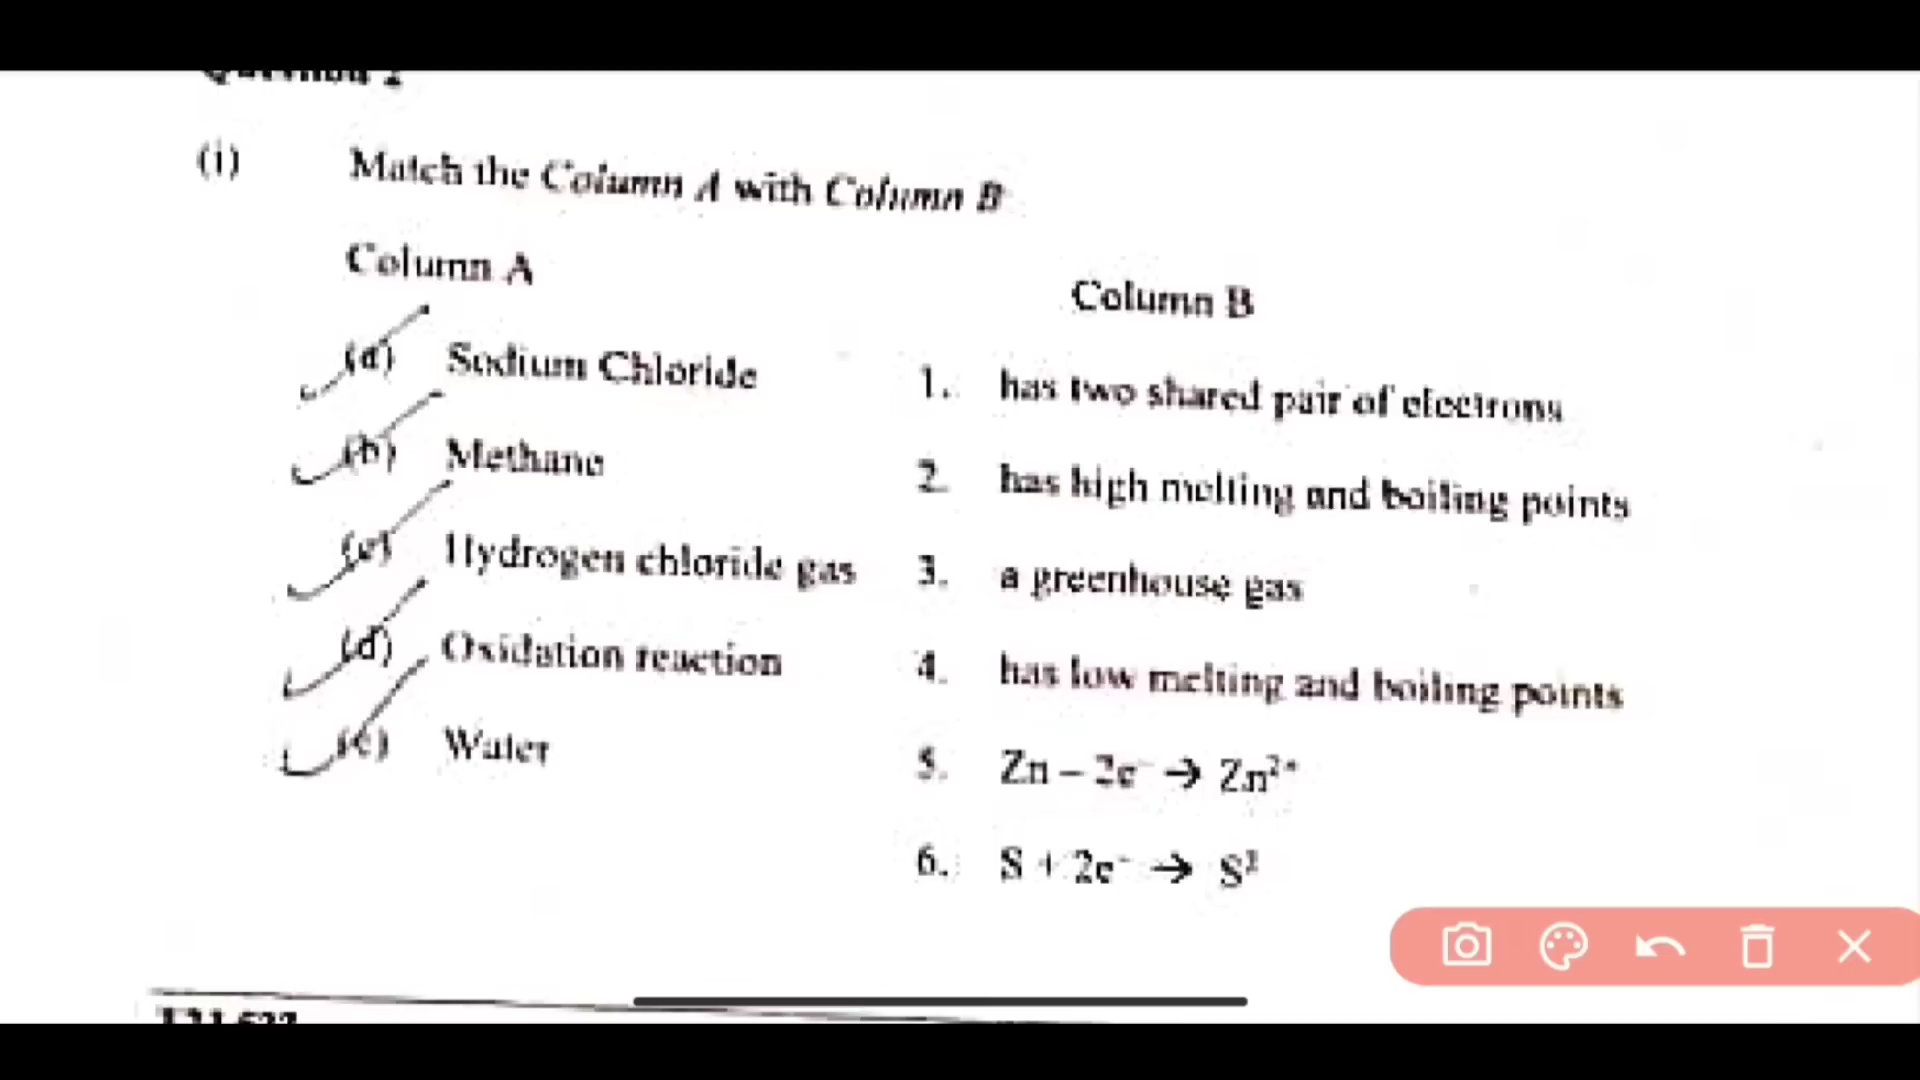 Question 2
(i) Match the Column A with Column B
Column A
Column B
(a) Sodium Chloride
1. has two shared pair of electrons
(b) Methane
2. has high melting and boiling points
(c) Hydrogen chloride gas
3. a greenhouse gas
(d) Oxidation reaction
4. has low melting and boiling points
(e) Water
5. Zn – 2e⁻ → Zn²⁺
6. S + 2e⁻ → S²